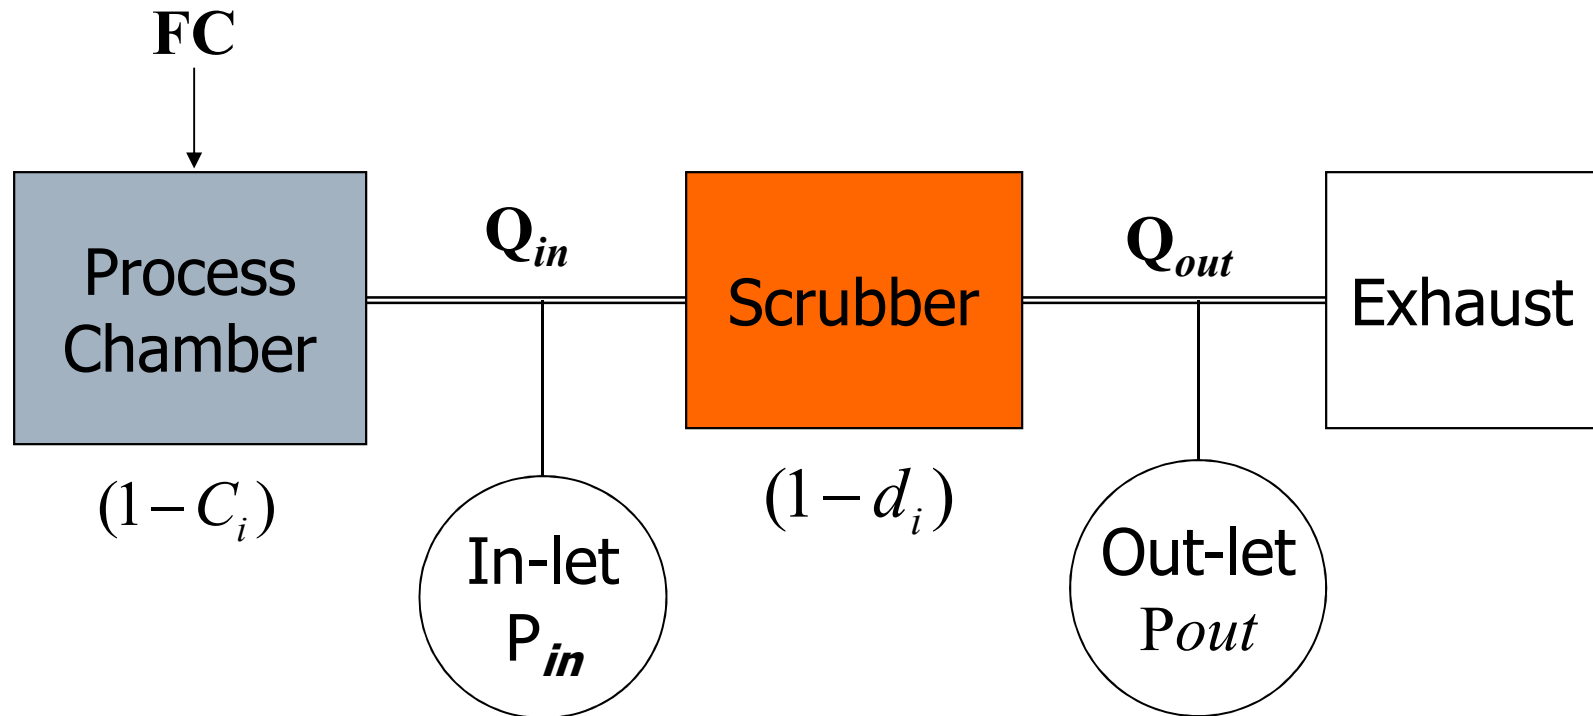 FC
Process
Chamber
Q_in
Scrubber
Q_out
Exhaust
(1 − C_i)
(1 − d_i)
In-let
P_in
Out-let
Pout